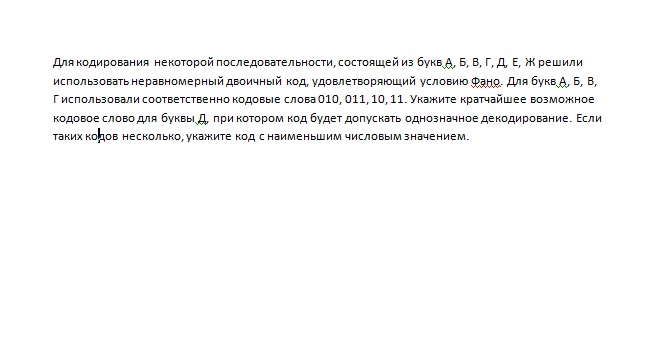 Для кодирования некоторой последовательности, состоящей из букв А, Б, В, Г, Д, Е, Ж решили
использовать неравномерный двоичный код, удовлетворяющий условию Фано. Для букв А, Б, В,
Г использовали соответственно кодовые слова 010, 011, 10, 11. Укажите кратчайшее возможное
кодовое слово для буквы Д, при котором код будет допускать однозначное декодирование. Если
таких кодов несколько, укажите код с наименьшим числовым значением.